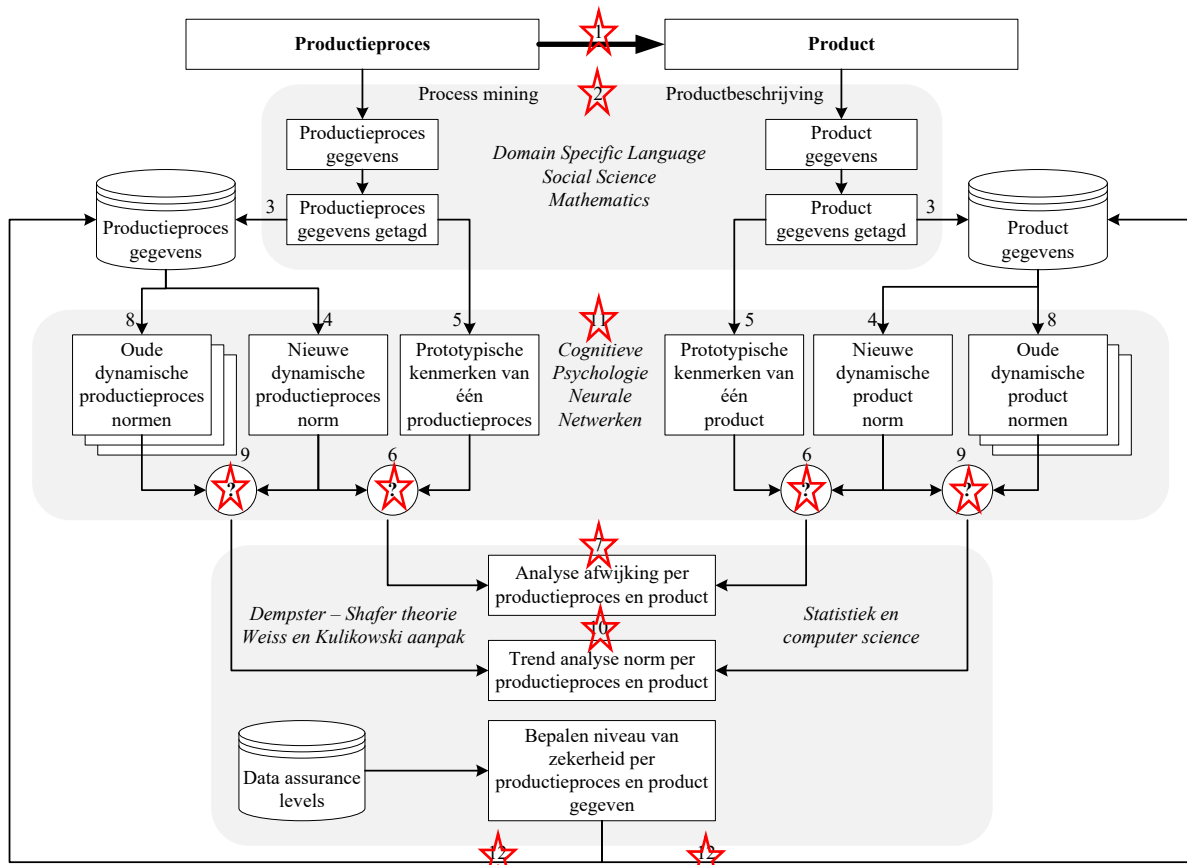 1
Productieproces
Product
2
Process mining
Productbeschrijving
Productieproces
gegevens
Product
gegevens
Domain Specific Language
Social Science
Mathematics
3
Productieproces
gegevens getagd
Product
gegevens getagd
3
Productieproces
gegevens
Product
gegevens
8
4
5
11
5
4
8
Oude
dynamische
productieproces
normen
Nieuwe
dynamische
productieproces
norm
Prototypische
kenmerken van
één
productieproces
Cognitieve
Psychologie
Neurale
Netwerken
Prototypische
kenmerken van
één
product
Nieuwe
dynamische
product
norm
Oude
dynamische
product
normen
9
?
6
?
6
?
9
?
7
Analyse afwijking per
productieproces en product
Dempster – Shafer theorie
Weiss en Kulikowski aanpak
Statistiek en
computer science
10
Trend analyse norm per
productieproces en product
Data assurance
levels
Bepalen niveau van
zekerheid per
productieproces en product
gegeven
12
12